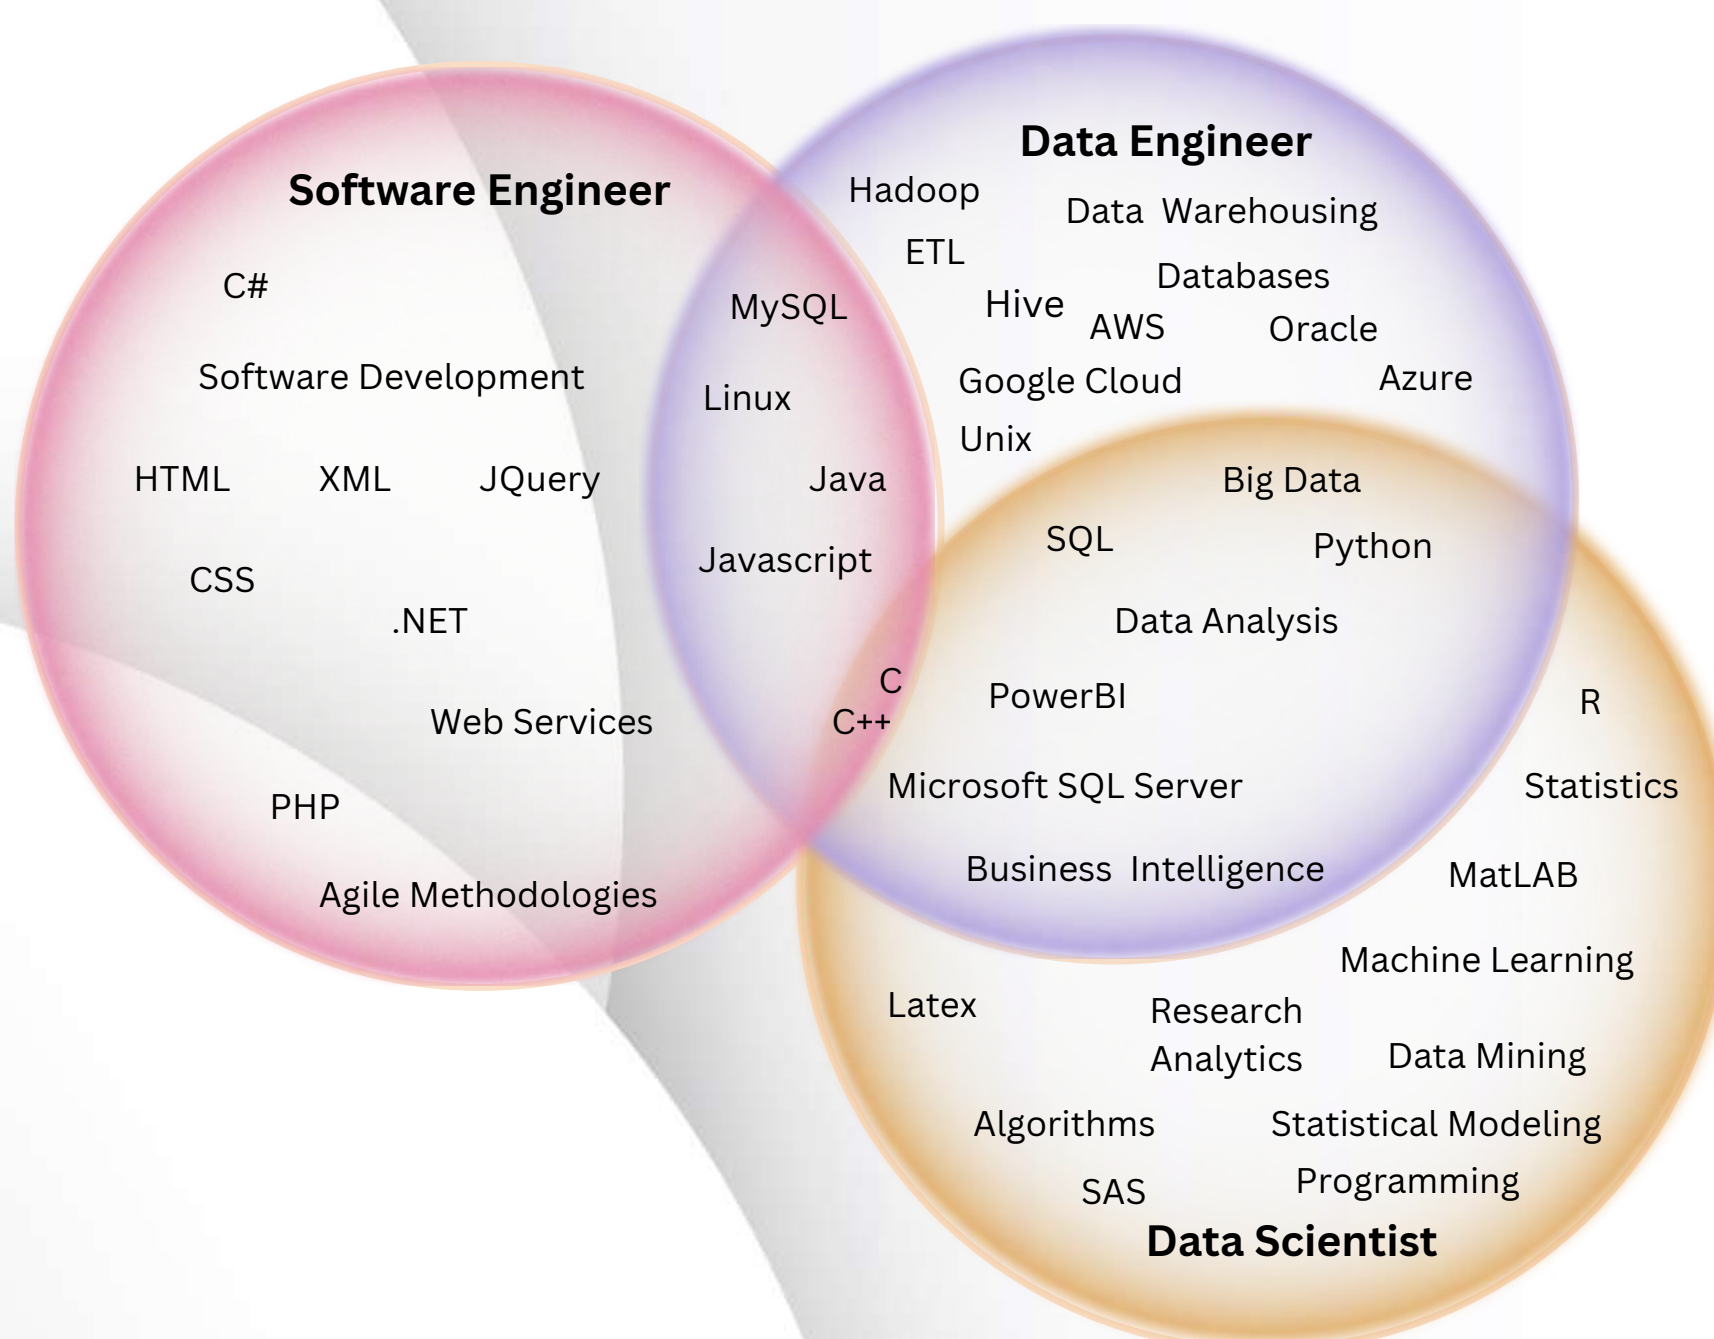 Software Engineer
C#
Software Development
HTML
XML
JQuery
CSS
.NET
Web Services
PHP
Agile Methodologies
MySQL
Linux
Java
Javascript
C
C++
Data Engineer
Hadoop
Data  Warehousing
ETL
Databases
Hive
AWS
Oracle
Google Cloud
Azure
Unix
Big Data
SQL
Python
Data Analysis
PowerBI
Microsoft SQL Server
Business  Intelligence
R
Statistics
MatLAB
Machine Learning
Latex
Research
Analytics
Data Mining
Algorithms
Statistical Modeling
SAS
Programming
Data Scientist